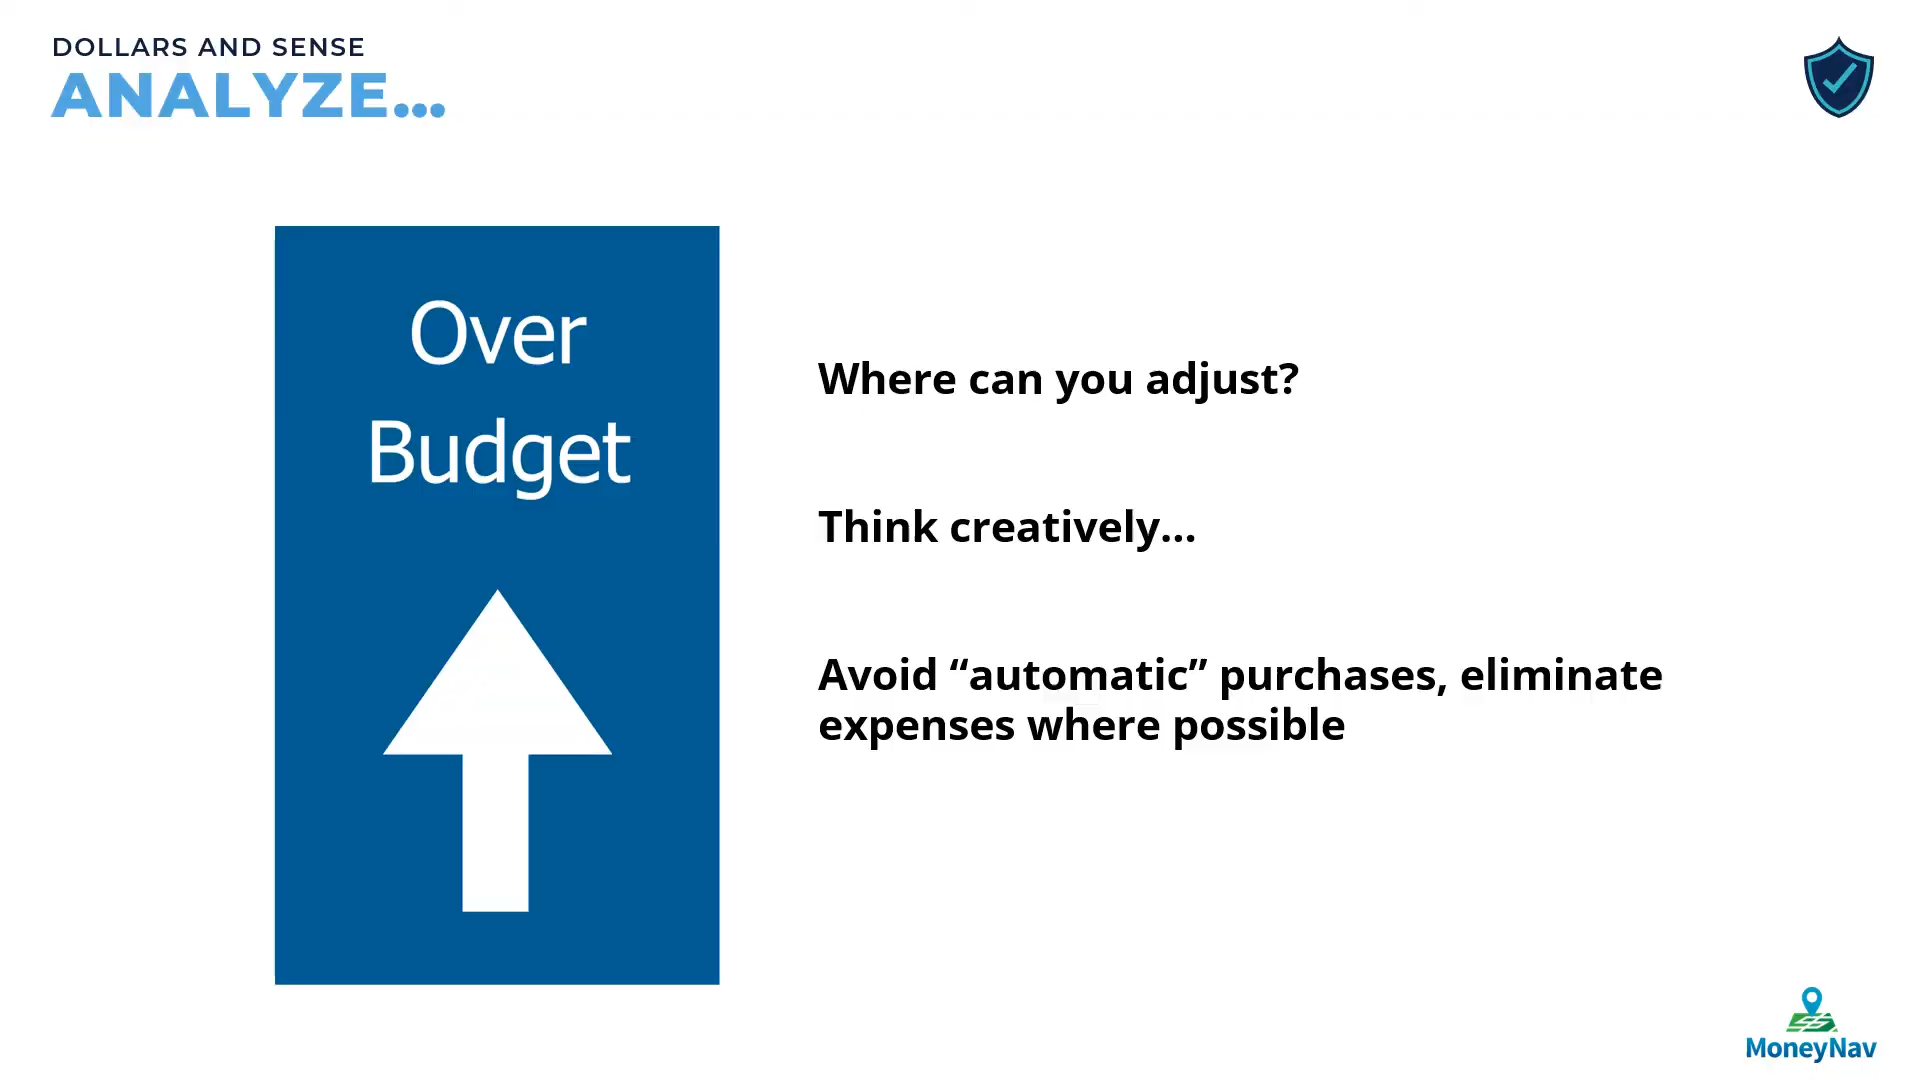 DOLLARS AND SENSE
ANALYZE...
Over
Budget
Where can you adjust?
Think creatively...
Avoid “automatic” purchases, eliminate
expenses where possible
MoneyNav